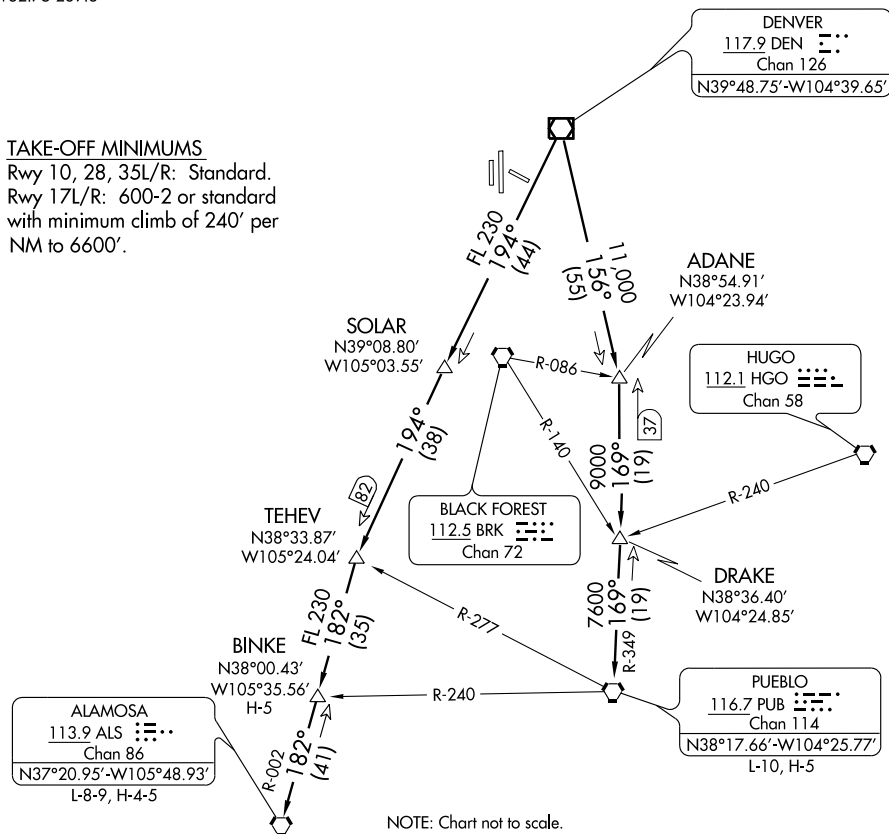 DENVER
117.9 DEN
Chan 126
N39°48.75′-W104°39.65′
TAKE-OFF MINIMUMS
Rwy 10, 28, 35L/R: Standard.
Rwy 17L/R: 600-2 or standard
with minimum climb of 240′ per
NM to 6600′.
FL 230
194°
(44)
11,000
156°
(55)
ADANE
N38°54.91′
W104°23.94′
SOLAR
N39°08.80′
W105°03.55′
R-086
HUGO
112.1 HGO
Chan 58
194°
(38)
R-140
37
9000
169°
(19)
R-240
82
BLACK FOREST
112.5 BRK
Chan 72
TEHEV
N38°33.87′
W105°24.04′
DRAKE
N38°36.40′
W104°24.85′
R-277
7600
169°
(19)
R-349
FL 230
182°
(35)
BINKE
N38°00.43′
W105°35.56′
H-5
R-240
PUEBLO
116.7 PUB
Chan 114
N38°17.66′-W104°25.77′
L-10, H-5
ALAMOSA
113.9 ALS
Chan 86
N37°20.95′-W105°48.93′
L-8-9, H-4-5
R-002
182°
(41)
NOTE: Chart not to scale.